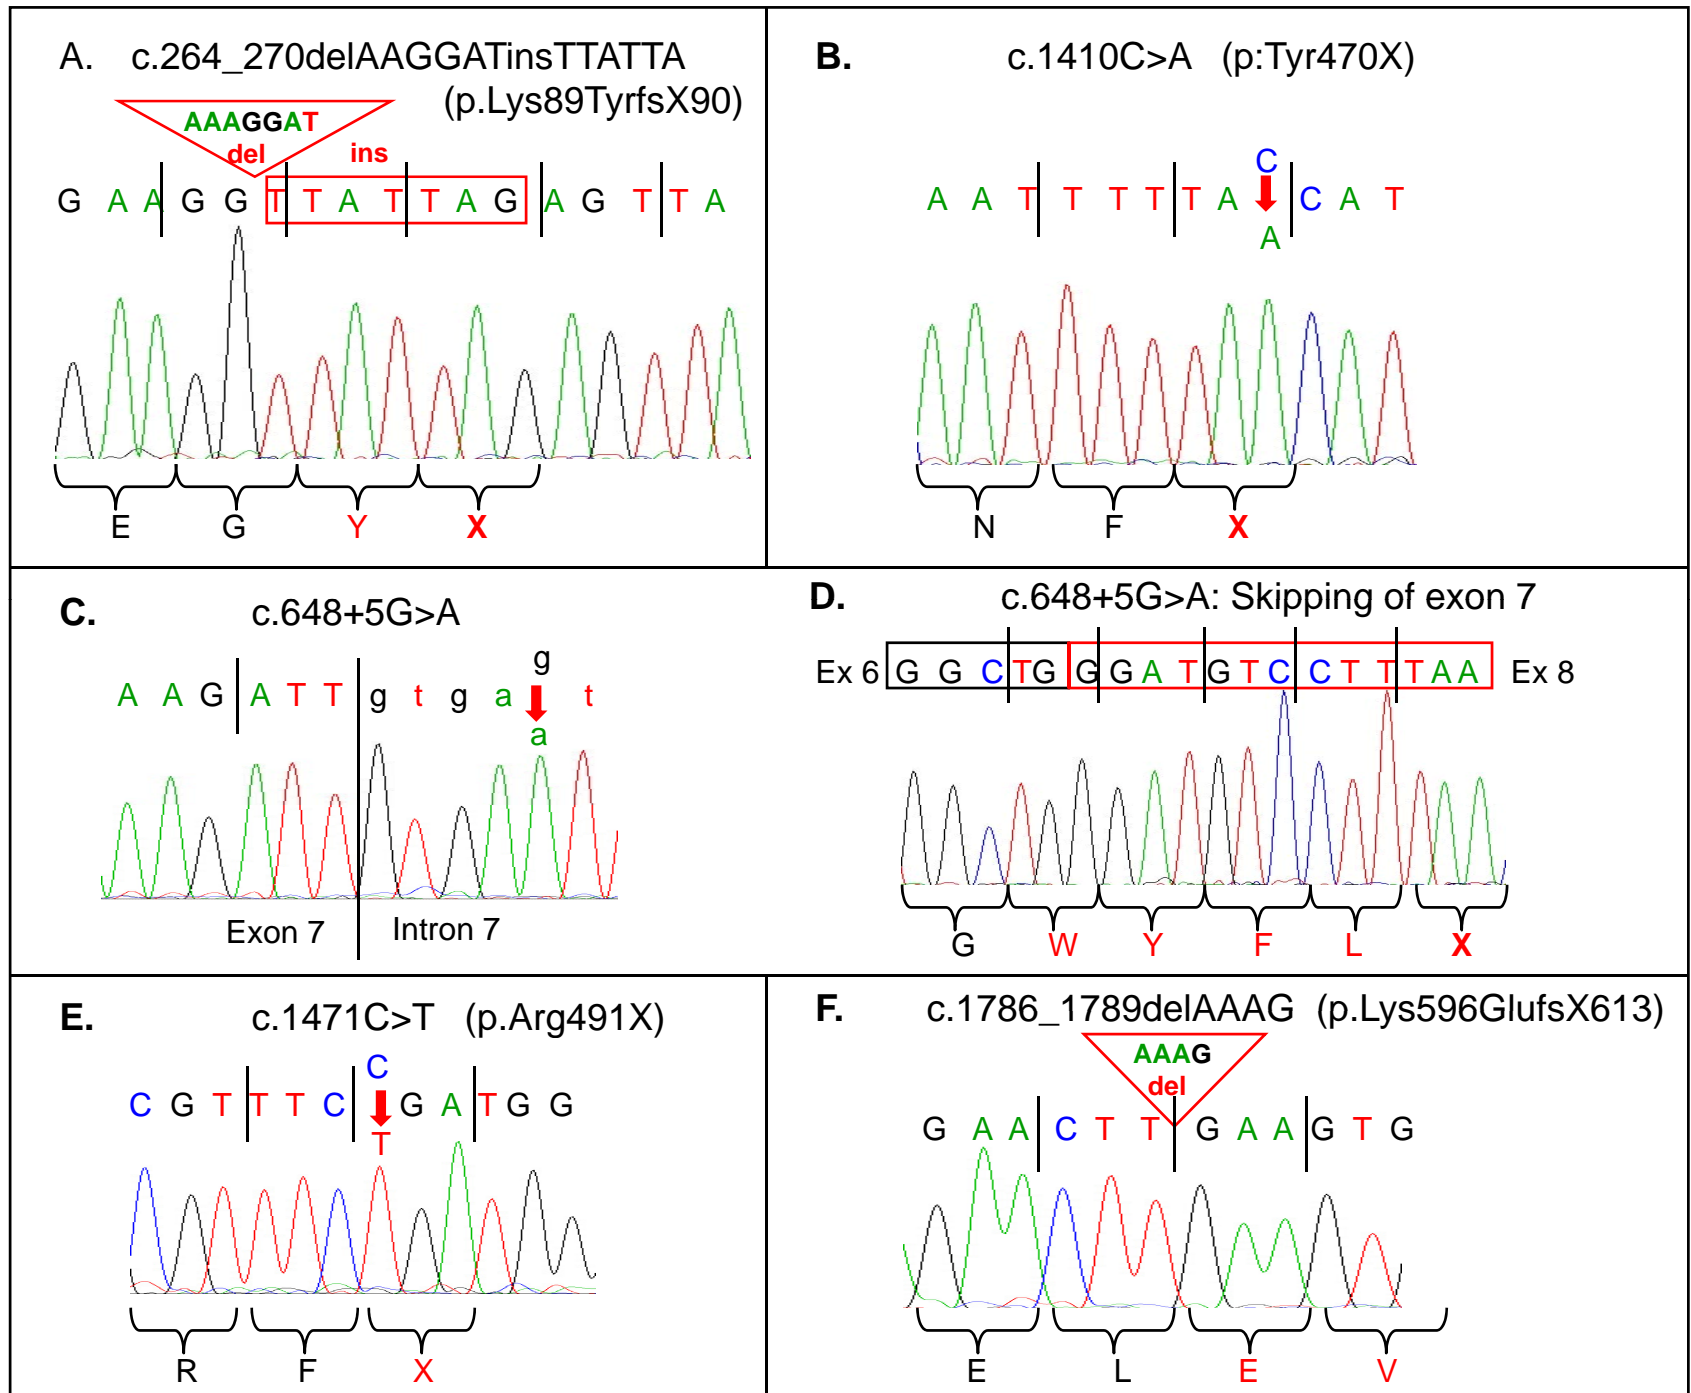 A. c.264_270delAAGGATinsTTATTA
(p.Lys89TyrfsX90)
AAAGGAT
del ins
G A A G G T T A T T A G A G T T A
E G Y X
B. c.1410C>A (p:Tyr470X)
C
A A T T T T T A C A T
A
N F X
C. c.648+5G>A
g
A A G A T T g t g a t
a
Exon 7 Intron 7
D. c.648+5G>A: Skipping of exon 7
Ex 6 G G C T G G G A T G T C C T T T A A Ex 8
G W Y F L X
E. c.1471C>T (p.Arg491X)
C
C G T T T C G A T G G
T
R F X
F. c.1786_1789delAAAG (p.Lys596GlufsX613)
AAAG
del
G A A C T T G A A G T G
E L E V